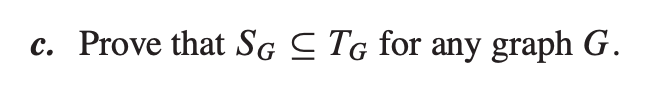 c. Prove that S_G ⊆ T_G for any graph G.